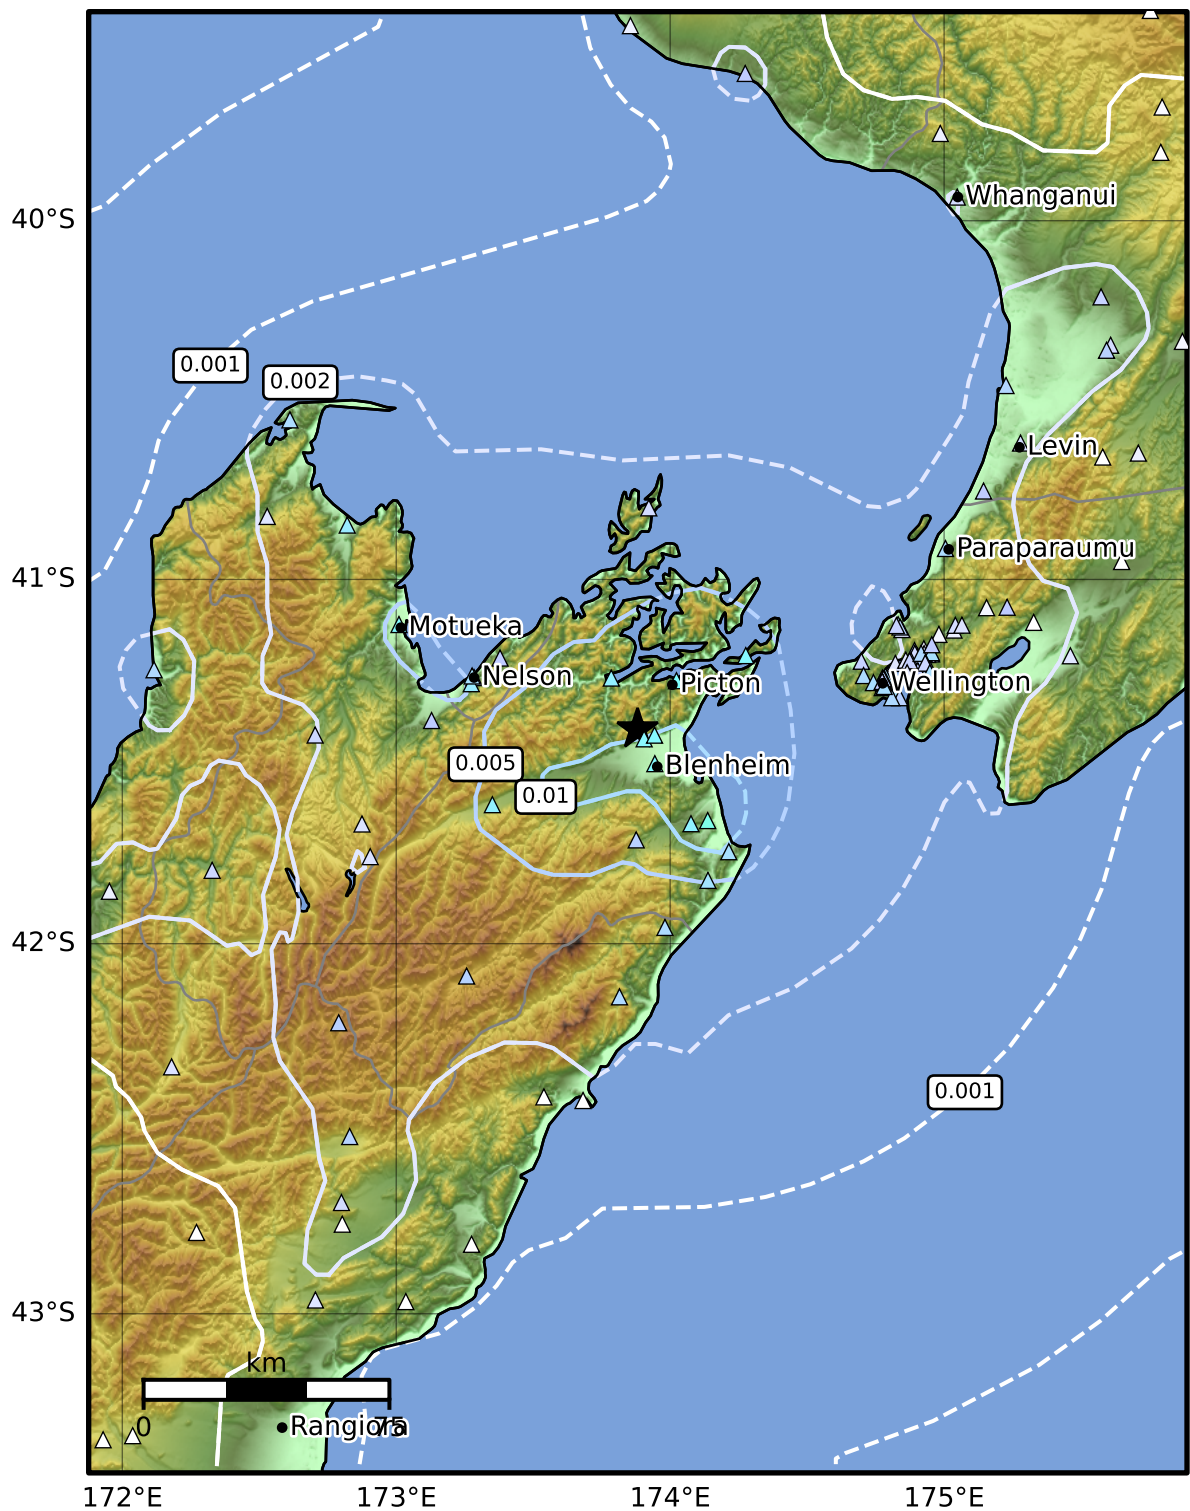 Whanganui
40°S
0.001
0.002
Levin
Paraparaumu
41°S
Motueka
Nelson
Picton
Wellington
0.005
Blenheim
0.01
42°S
0.001
43°S
km
0
75
Rangiora
172°E
173°E
174°E
175°E